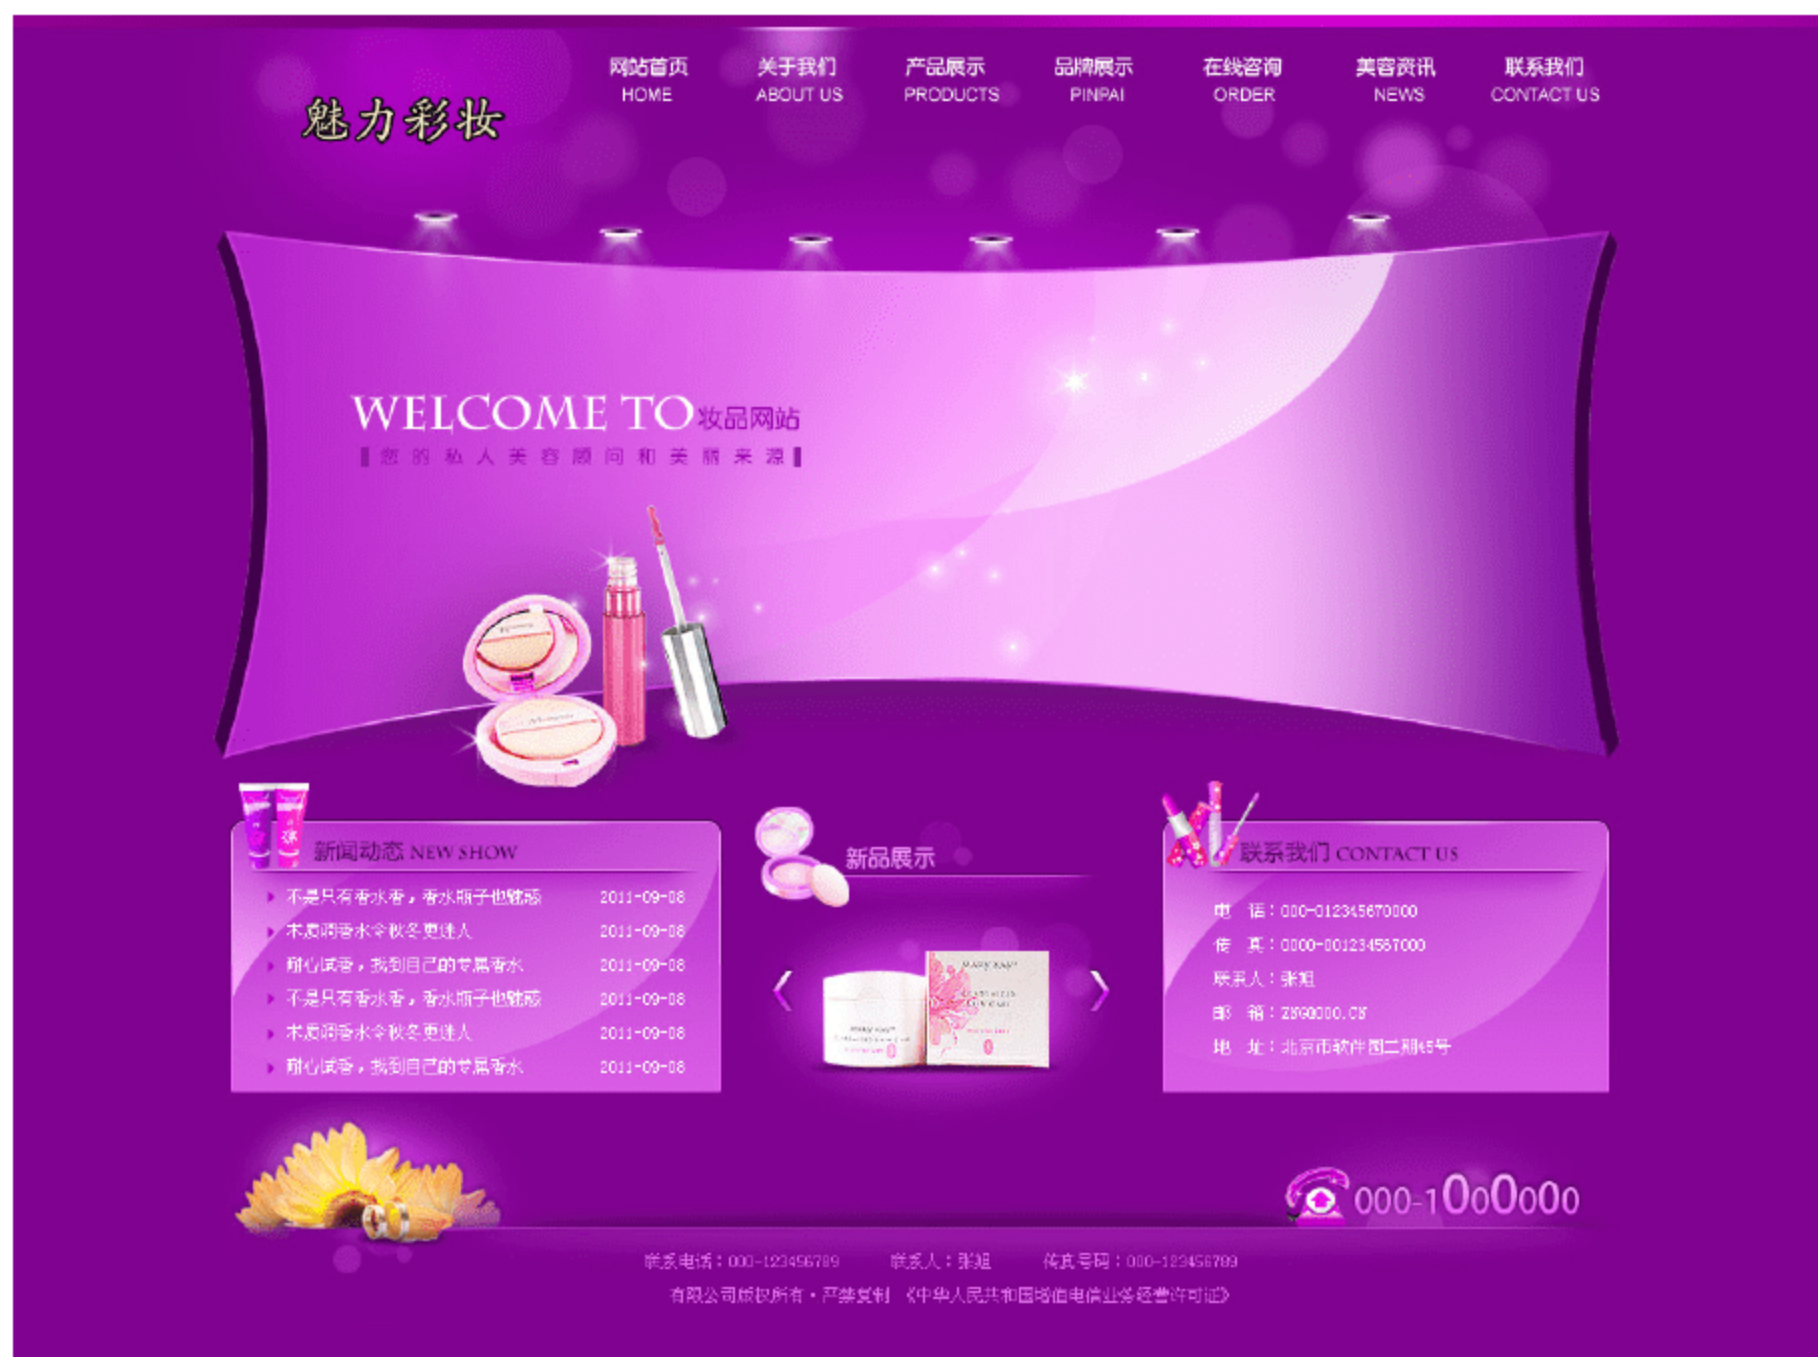 网站首页 关于我们 产品展示 品牌展示 在线咨询 美容资讯 联系我们
HOME ABOUT US PRODUCTS PINPAI ORDER NEWS CONTACT US
魅力彩妆
WELCOME TO 妆品网站
您的私人美容顾问和美丽来源
新闻动态 NEW SHOW
不是只有香水香，香水瓶子也魅惑 2011-09-08
木质调香水令秋冬更迷人 2011-09-08
耐心试香，找到自己的专属香水 2011-09-08
不是只有香水香，香水瓶子也魅惑 2011-09-08
木质调香水令秋冬更迷人 2011-09-08
耐心试香，找到自己的专属香水 2011-09-08
新品展示
MARY KAY
MARY KAY
联系我们 CONTACT US
电 话：000-012345670000
传 真：0000-001234567000
联系人：张旭
邮 箱：
地 址：北京市软件园二期45号
000-1000000
联系电话：000-123456789 联系人：张旭 传真号码：000-123456789
有限公司版权所有·严禁复制 《中华人民共和国增值电信业务经营许可证》